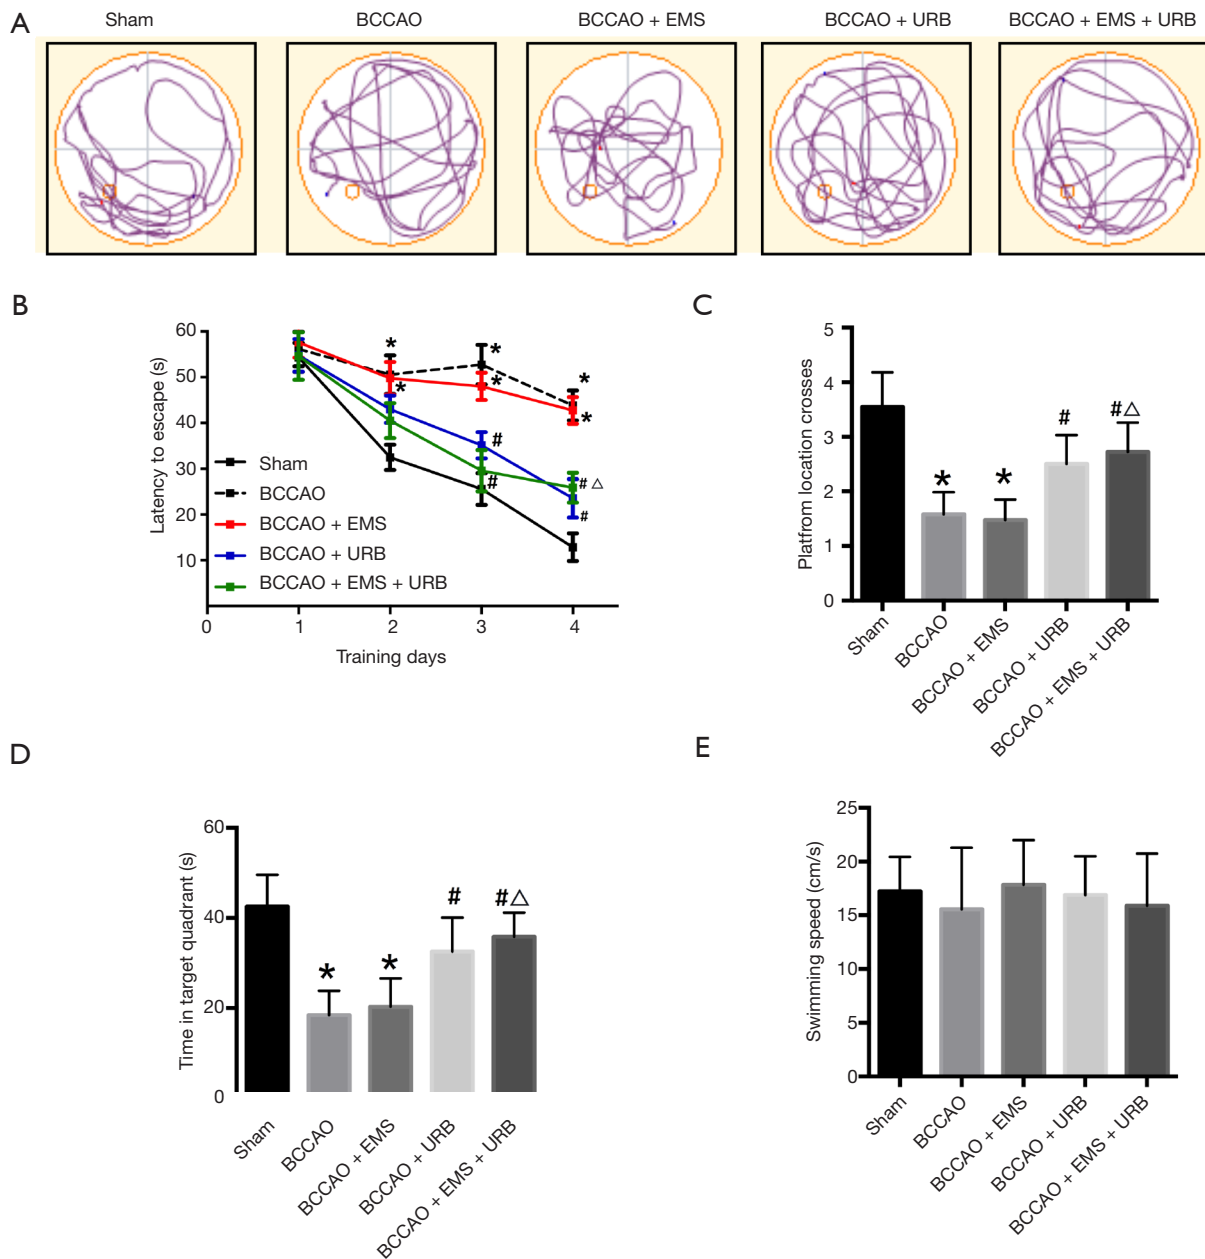 A
Sham
BCCAO
BCCAO + EMS
BCCAO + URB
BCCAO + EMS + URB
B
Latency to escape (s)
60
50
40
30
20
10
0
1
2
3
4
Training days
Sham
BCCAO
BCCAO + EMS
BCCAO + URB
BCCAO + EMS + URB
*
*
*
*
*
*
#
#
# △
#
C
Platfrom location crosses
5
4
3
2
1
0
*
*
#
#△
Sham
BCCAO
BCCAO + EMS
BCCAO + URB
BCCAO + EMS + URB
D
Time in target quadrant (s)
60
40
20
0
*
*
#
#△
Sham
BCCAO
BCCAO + EMS
BCCAO + URB
BCCAO + EMS + URB
E
Swimming speed (cm/s)
25
20
15
10
5
0
Sham
BCCAO
BCCAO + EMS
BCCAO + URB
BCCAO + EMS + URB